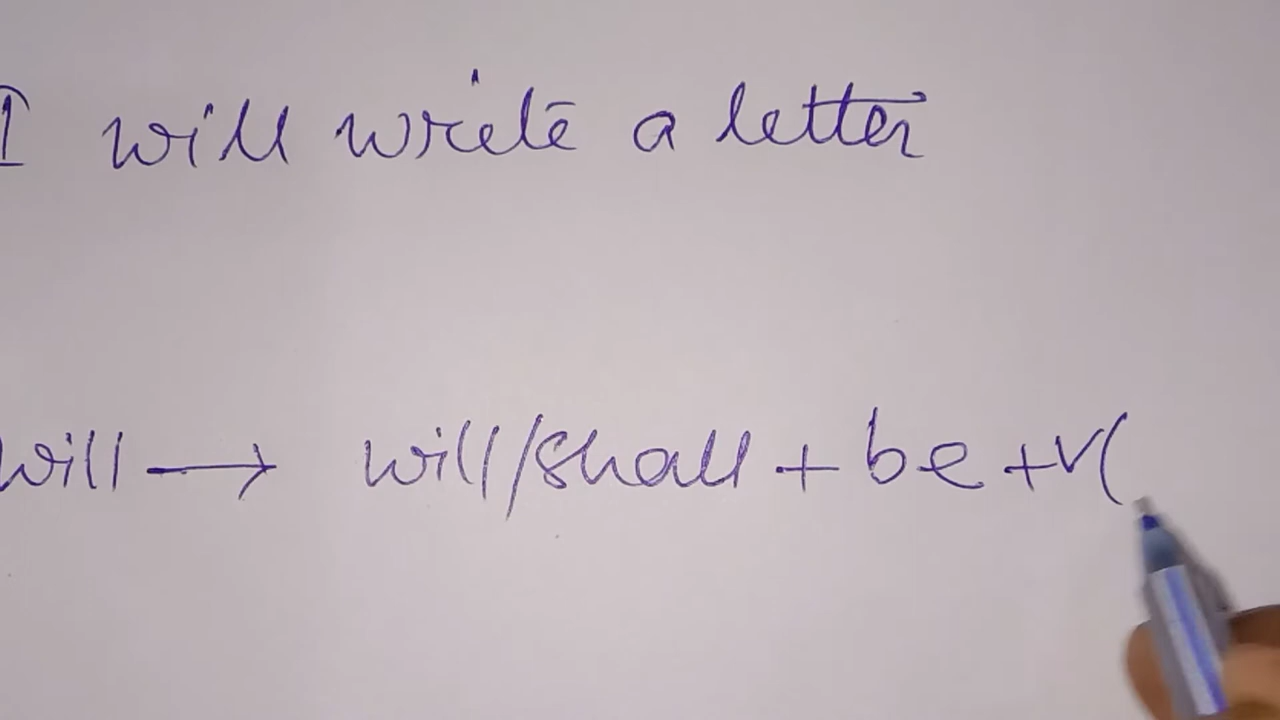 I will write a letter
will → will/shall + be + v(